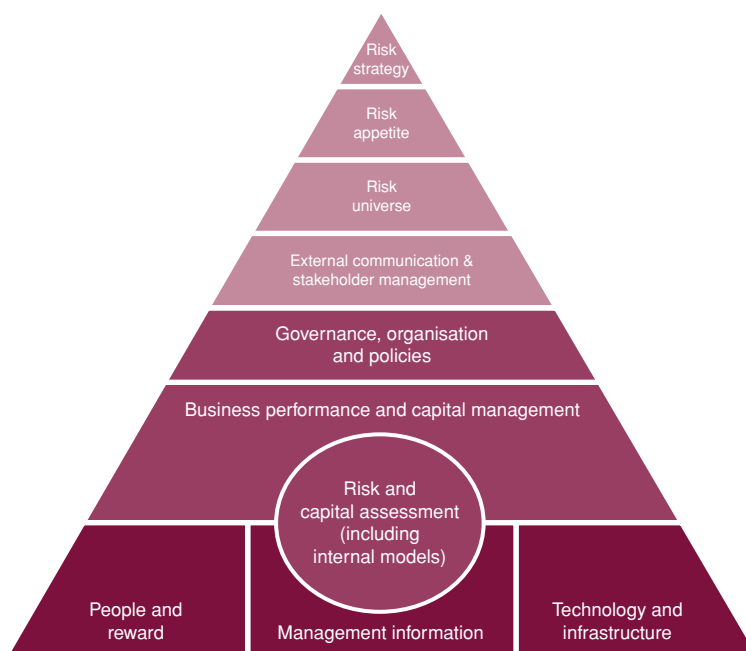 Risk
strategy
Risk
appetite
Risk
universe
External communication &
stakeholder management
Governance, organisation
and policies
Business performance and capital management
Risk and
capital assessment
(including
internal models)
People and
reward
Management information
Technology and
infrastructure